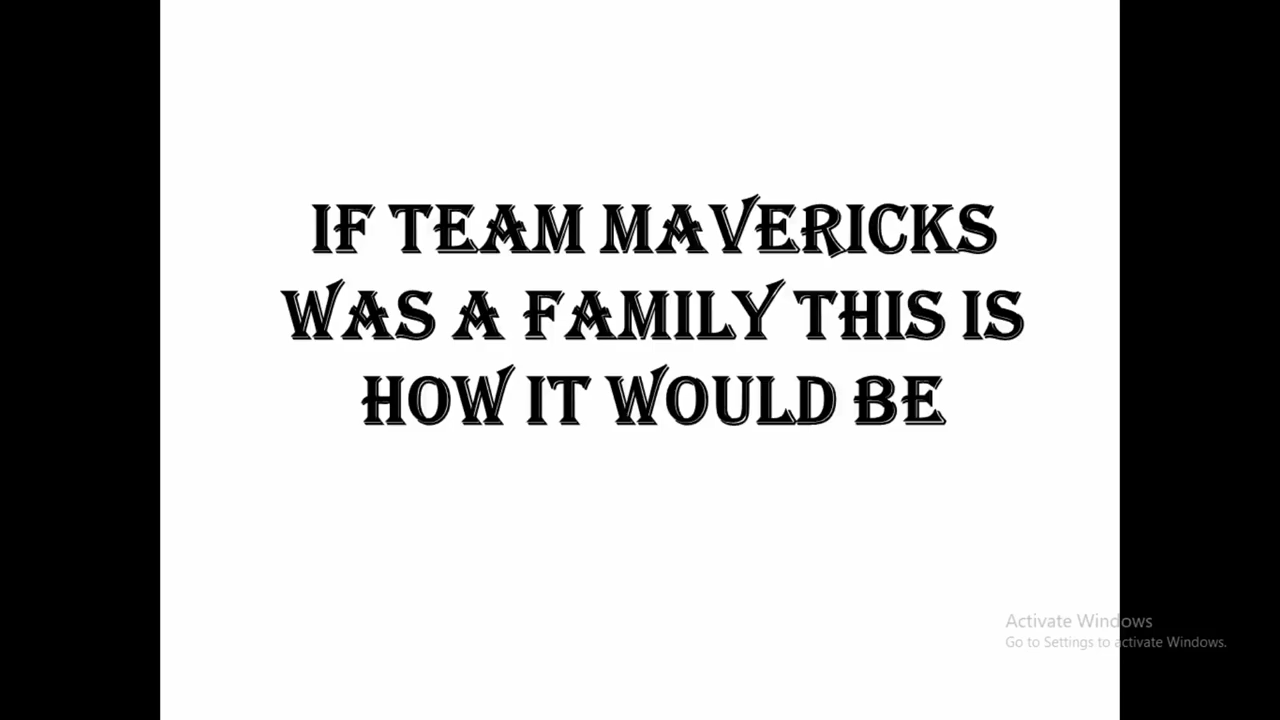 IF TEAM MAVERICKS
WAS A FAMILY THIS IS
HOW IT WOULD BE
Activate Windows
Go to Settings to activate Windows.